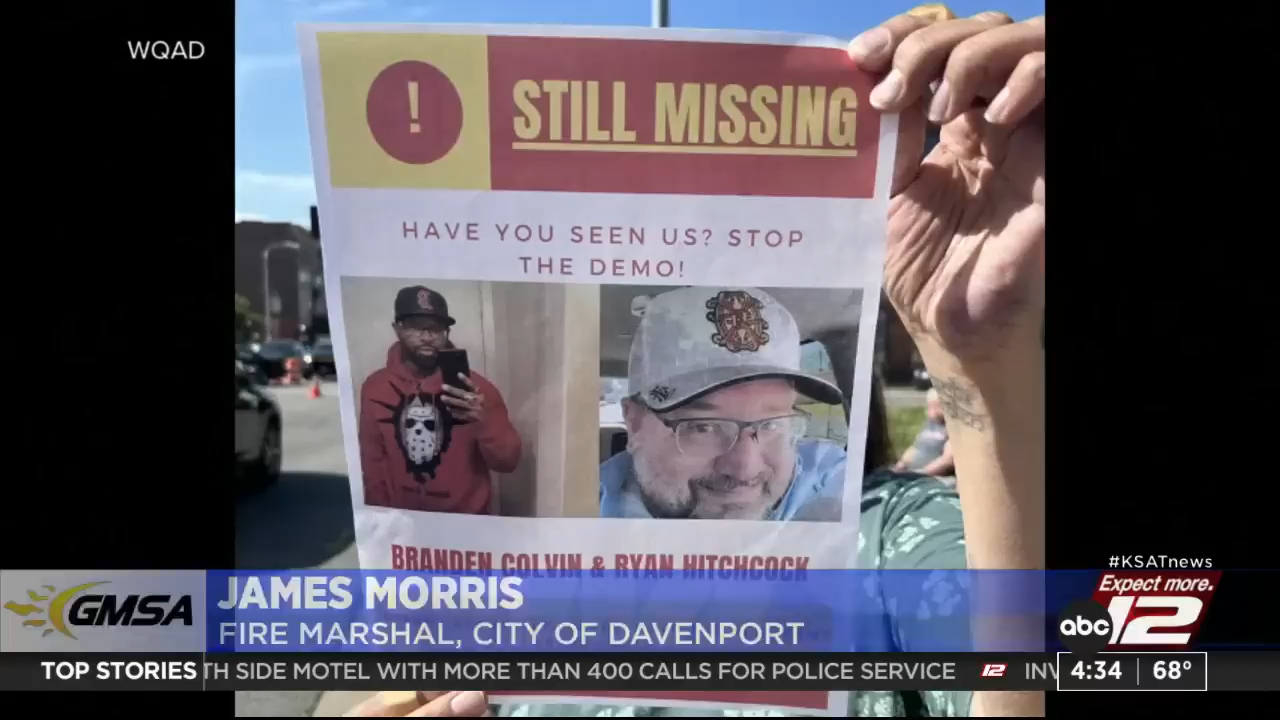 WQAD
!
STILL MISSING
HAVE YOU SEEN US? STOP
THE DEMO!
BRANDEN COLVIN & RYAN HITCHCOCK
#KSATnews
GMSA
JAMES MORRIS
FIRE MARSHAL, CITY OF DAVENPORT
Expect more.
abc 12
TOP STORIES TH SIDE MOTEL WITH MORE THAN 400 CALLS FOR POLICE SERVICE 12 INV 4:34 68°